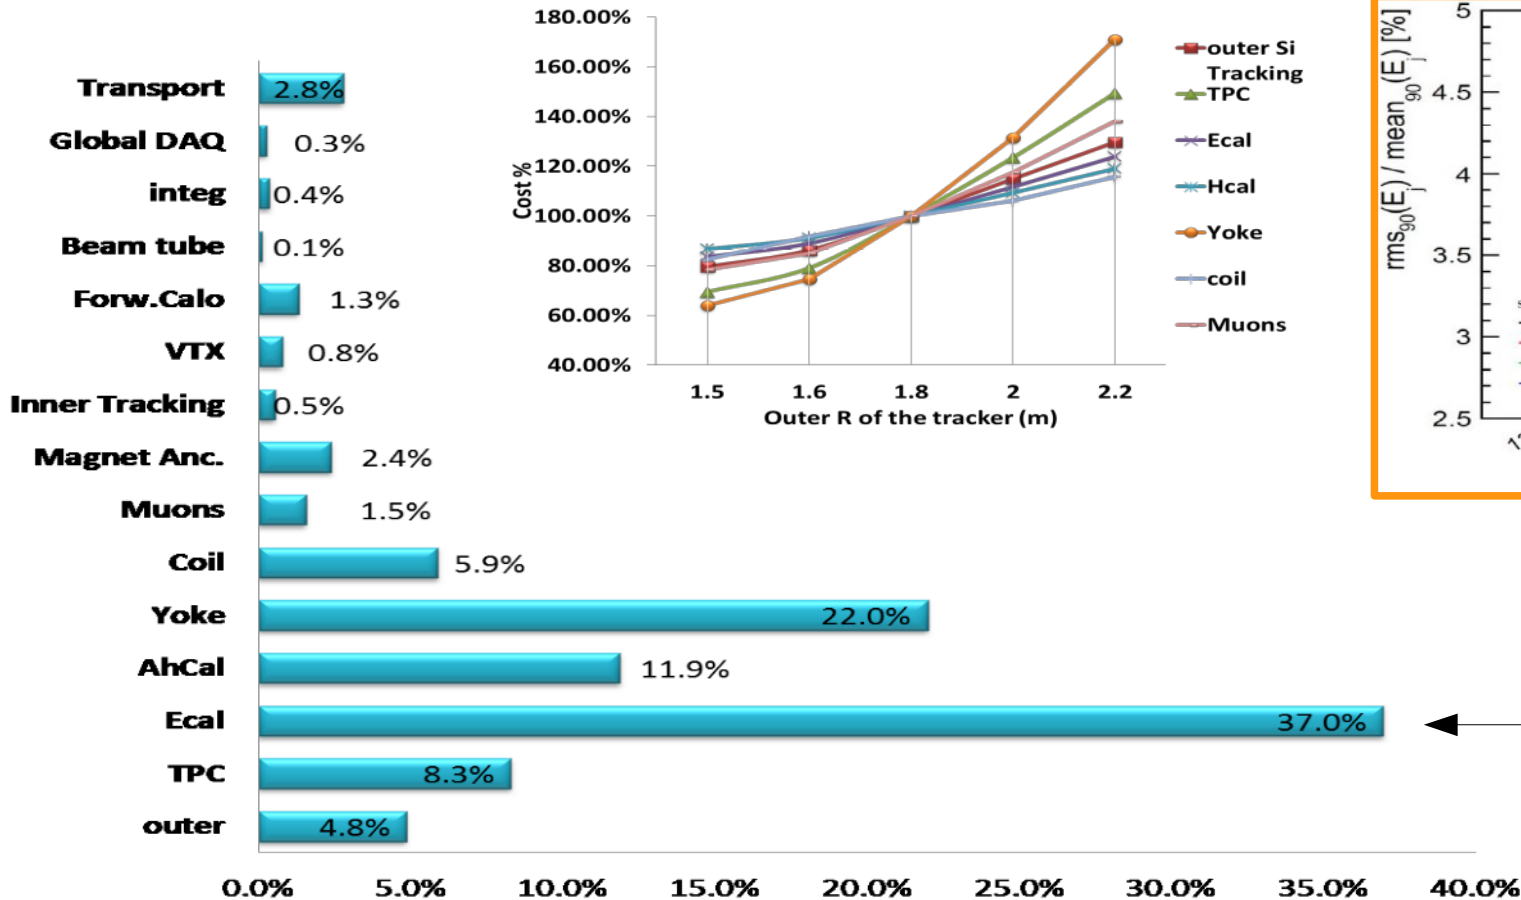 Transport
2.8%
Global DAQ
0.3%
integ
0.4%
Beam tube
0.1%
Forw.Calo
1.3%
VTX
0.8%
Inner Tracking
0.5%
Magnet Anc.
2.4%
Muons
1.5%
Coil
5.9%
Yoke
22.0%
AhCal
11.9%
Ecal
37.0%
TPC
8.3%
outer
4.8%
0.0% 5.0% 10.0% 15.0% 20.0% 25.0% 30.0% 35.0% 40.0%
180.00%
160.00%
140.00%
120.00%
100.00%
80.00%
60.00%
40.00%
Cost %
1.5 1.6 1.8 2 2.2
Outer R of the tracker (m)
outer Si
Tracking
TPC
Ecal
Hcal
Yoke
coil
Muons
rms90(Ej) / mean90(Ej) [%]
5
4.5
4
3.5
3
2.5